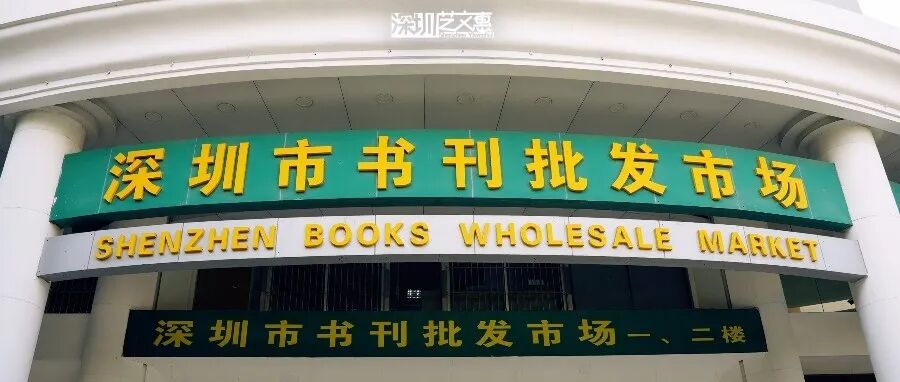 深圳艺文惠
深圳市书刊批发市场
SHENZHEN BOOKS WHOLESALE MARKET
深圳市书刊批发市场一、二楼